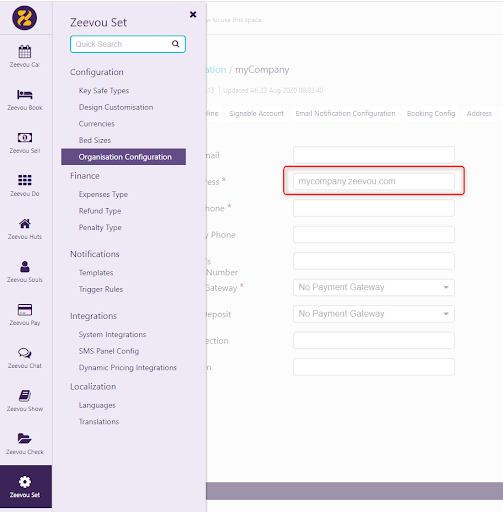 Zeevou Cal
Zeevou Book
Zeevou Sell
Zeevou Do
Zeevou Huts
Zeevou Souls
Zeevou Pay
Zeevou Chat
Zeevou Show
Zeevou Check
Zeevou Set
Zeevou Set
Quick Search
Configuration
Key Safe Types
Design Customisation
Currencies
Bed Sizes
Organisation Configuration
Finance
Expenses Type
Refund Type
Penalty Type
Notifications
Templates
Trigger Rules
Integrations
System Integrations
SMS Panel Config
Dynamic Pricing Integrations
Localization
Languages
Translations
to use this space
ation / myCompany
15 | Updated At: 23 Aug 2020 08:03:40
line Signable Account Email Notification Configuration Booking Config Address
mail
ress * mycompany.zeevou.com
hone *
y Phone
's
Number
Gateway * No Payment Gateway
Deposit No Payment Gateway
ection
n